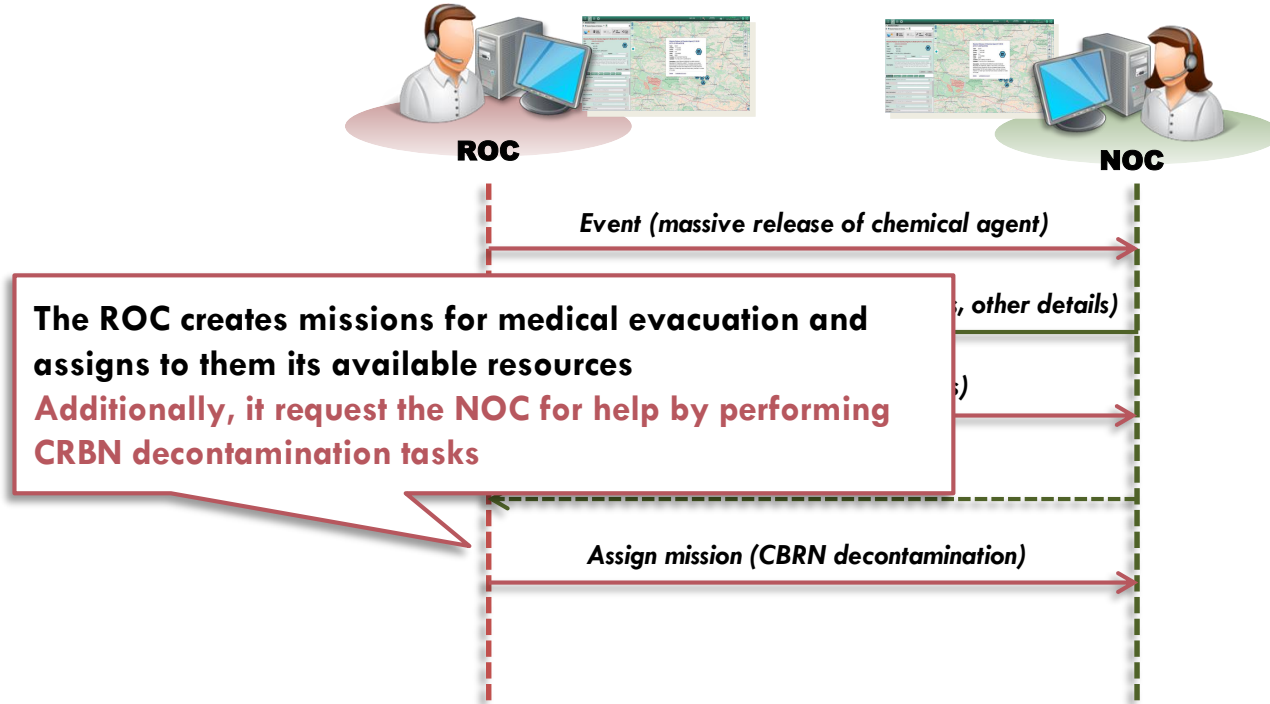 ROC
NOC
Event (massive release of chemical agent)
, other details)
)
The ROC creates missions for medical evacuation and
assigns to them its available resources
Additionally, it request the NOC for help by performing
CRBN decontamination tasks
Assign mission (CBRN decontamination)